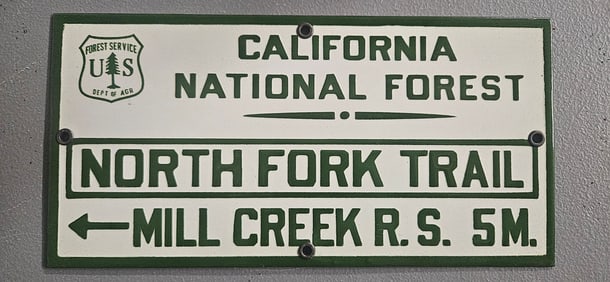 FOREST SERVICE
U S
DEPT OF AGR
CALIFORNIA
NATIONAL FOREST
NORTH FORK TRAIL
MILL CREEK R. S. 5M.